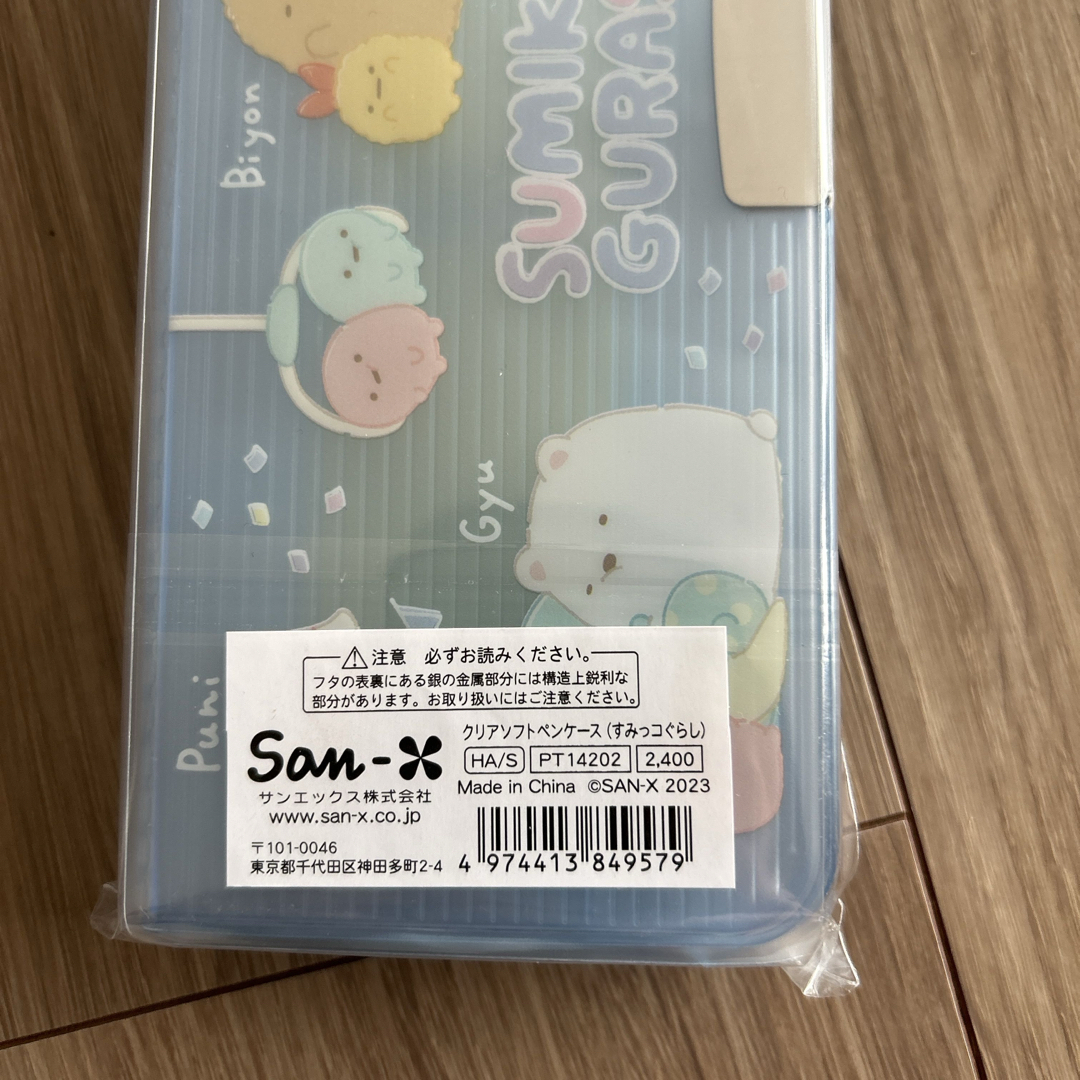 Biyon
SUMIK
GURA
Gyu
Puni
注意 必ずお読みください。
フタの表裏にある銀の金属部分には構造上鋭利な
部分があります。お取り扱いにはご注意ください。
San-X
サンエックス株式会社
www.san-x.co.jp
〒101-0046
東京都千代田区神田多町2-4
クリアソフトペンケース(すみっコぐらし)
HA/S PT14202 2,400
Made in China ©SAN-X 2023
4 974413 849579